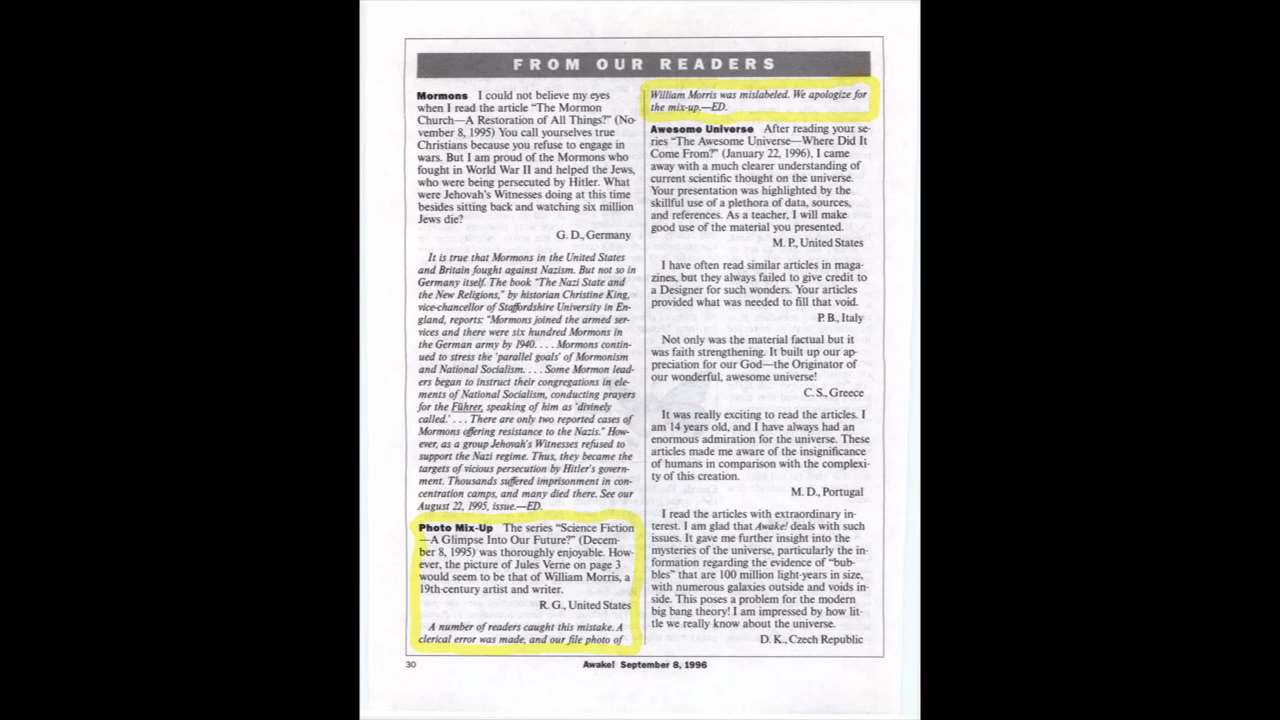 FROM OUR READERS
Mormons I could not believe my eyes
when I read the article "The Mormon
Church—A Restoration of All Things?" (No-
vember 8, 1995) You call yourselves true
Christians because you refuse to engage in
wars. But I am proud of the Mormons who
fought in World War II and helped the Jews,
who were being persecuted by Hitler. What
were Jehovah's Witnesses doing at this time
besides sitting back and watching six million
Jews die?
G. D., Germany
It is true that Mormons in the United States
and Britain fought against Nazism. But not so in
Germany itself. The book "The Nazi State and
the New Religions," by historian Christine King,
vice-chancellor of Staffordshire University in En-
gland, reports: "Mormons joined the armed ser-
vices and there were six hundred Mormons in
the German army by 1940. . . . Mormons contin-
ued to stress the 'parallel goals' of Mormonism
and National Socialism. . . . Some Mormon lead-
ers began to instruct their congregations in ele-
ments of National Socialism, conducting prayers
for the Führer, speaking of him as 'divinely
called.' . . . There are only two reported cases of
Mormons offering resistance to the Nazis." How-
ever, as a group Jehovah's Witnesses refused to
support the Nazi regime. Thus, they became the
targets of vicious persecution by Hitler's govern-
ment. Thousands suffered imprisonment in con-
centration camps, and many died there. See our
August 22, 1995, issue.—ED.
Photo Mix-Up The series "Science Fiction
—A Glimpse Into Our Future?" (Decem-
ber 8, 1995) was thoroughly enjoyable. How-
ever, the picture of Jules Verne on page 3
would seem to be that of William Morris, a
19th-century artist and writer.
R. G., United States
A number of readers caught this mistake. A
clerical error was made, and our file photo of
William Morris was mislabeled. We apologize for
the mix-up.—ED.
Awesome Universe After reading your se-
ries "The Awesome Universe—Where Did It
Come From?" (January 22, 1996), I came
away with a much clearer understanding of
current scientific thought on the universe.
Your presentation was highlighted by the
skillful use of a plethora of data, sources,
and references. As a teacher, I will make
good use of the material you presented.
M. P., United States
I have often read similar articles in maga-
zines, but they always failed to give credit to
a Designer for such wonders. Your articles
provided what was needed to fill that void.
P. B., Italy
Not only was the material factual but it
was faith strengthening. It built up our ap-
preciation for our God—the Originator of
our wonderful, awesome universe!
C. S., Greece
It was really exciting to read the articles. I
am 14 years old, and I have always had an
enormous admiration for the universe. These
articles made me aware of the insignificance
of humans in comparison with the complexi-
ty of this creation.
M. D., Portugal
I read the articles with extraordinary in-
terest. I am glad that Awake! deals with such
issues. It gave me further insight into the
mysteries of the universe, particularly the in-
formation regarding the evidence of "bub-
bles" that are 100 million light-years in size,
with numerous galaxies outside and voids in-
side. This poses a problem for the modern
big bang theory! I am impressed by how lit-
tle we really know about the universe.
D. K., Czech Republic
30
Awake! September 8, 1996